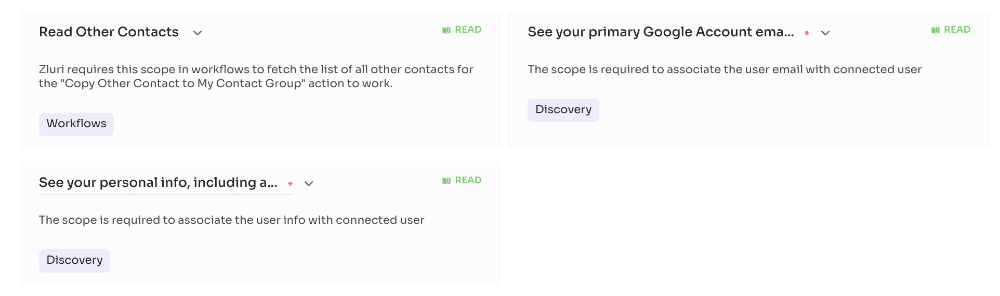 Read Other Contacts
READ
Zluri requires this scope in workflows to fetch the list of all other contacts for
the "Copy Other Contact to My Contact Group" action to work.
Workflows
See your primary Google Account ema... *
READ
The scope is required to associate the user email with connected user
Discovery
See your personal info, including a... *
READ
The scope is required to associate the user info with connected user
Discovery